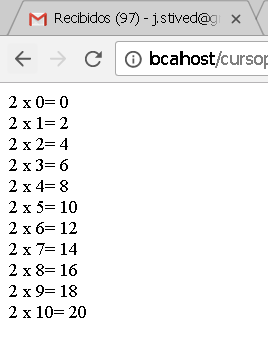 Recibidos (97) - j.stived@g
bcahost/cursop
2 x 0= 0
2 x 1= 2
2 x 2= 4
2 x 3= 6
2 x 4= 8
2 x 5= 10
2 x 6= 12
2 x 7= 14
2 x 8= 16
2 x 9= 18
2 x 10= 20